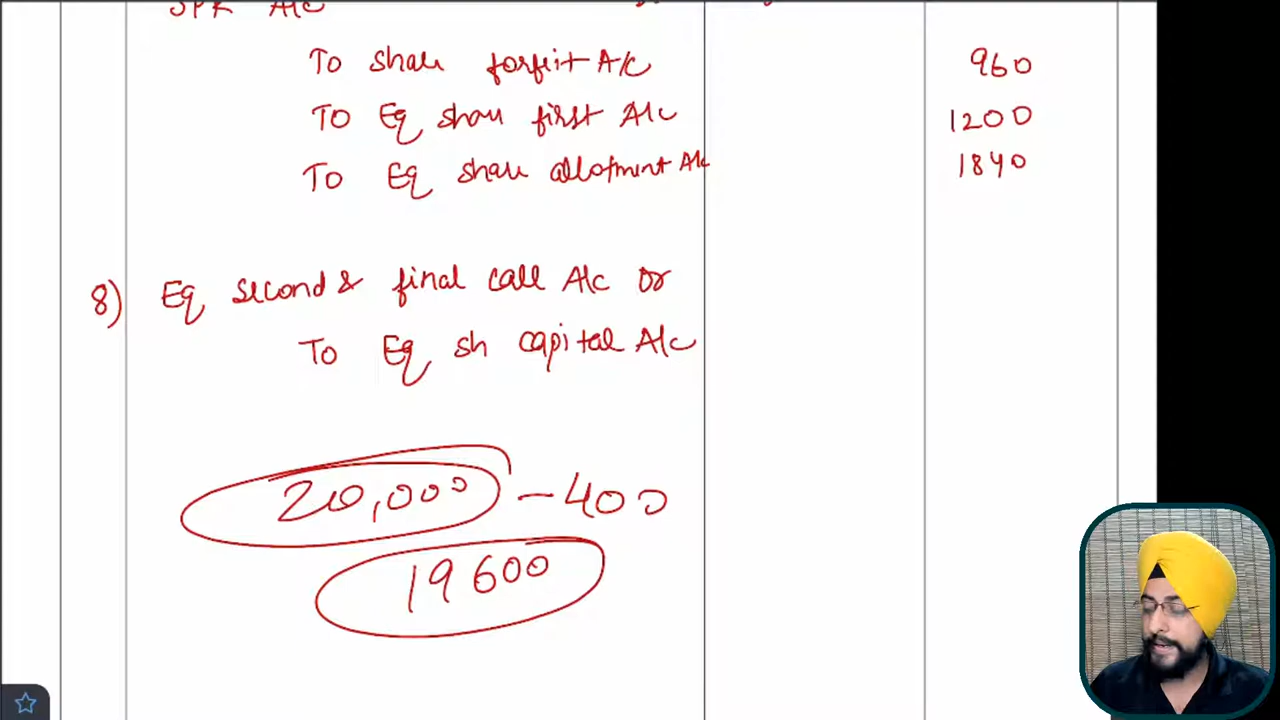 To share forfeit A/c 960
To Eq share first A/c 1200
To Eq share allotment A/c 1840
8) Eq second & final call A/c Dr
To Eq sh capital A/c
20,000 - 400
19600